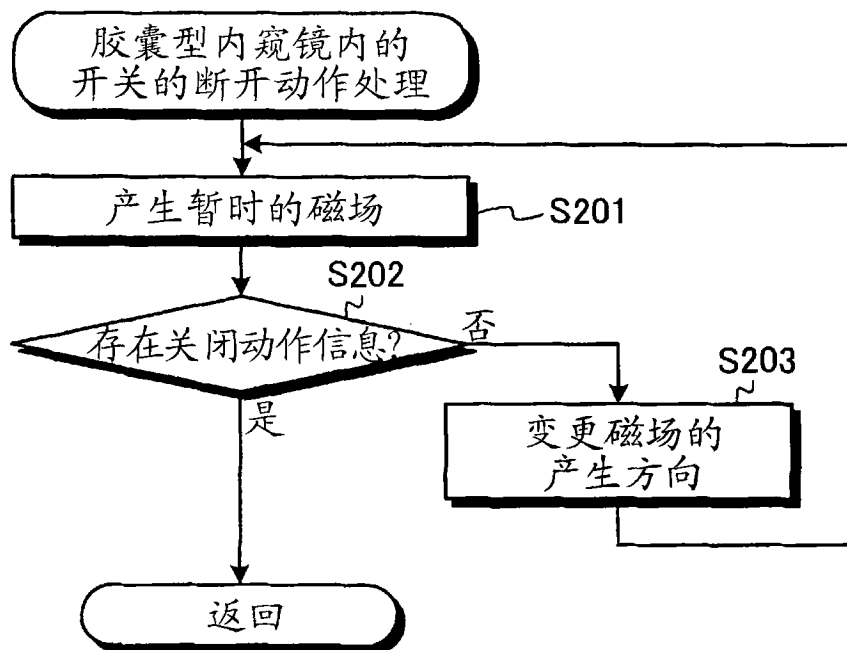 胶囊型内窥镜内的
开关的断开动作处理
产生暂时的磁场
S201
S202
存在关闭动作信息?
否
是
S203
变更磁场的
产生方向
返回